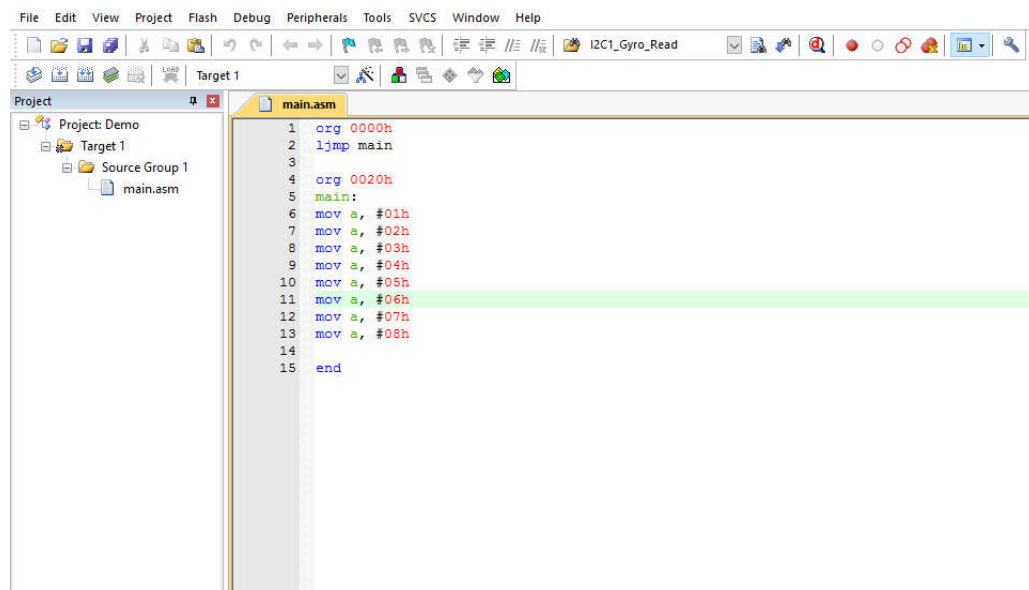 File Edit View Project Flash Debug Peripherals Tools SVCS Window Help
LOAD
I2C1_Gyro_Read
Target 1
Project
main.asm
Project: Demo
Target 1
Source Group 1
main.asm
1 org 0000h
2 ljmp main
3
4 org 0020h
5 main:
6 mov a, #01h
7 mov a, #02h
8 mov a, #03h
9 mov a, #04h
10 mov a, #05h
11 mov a, #06h
12 mov a, #07h
13 mov a, #08h
14
15 end